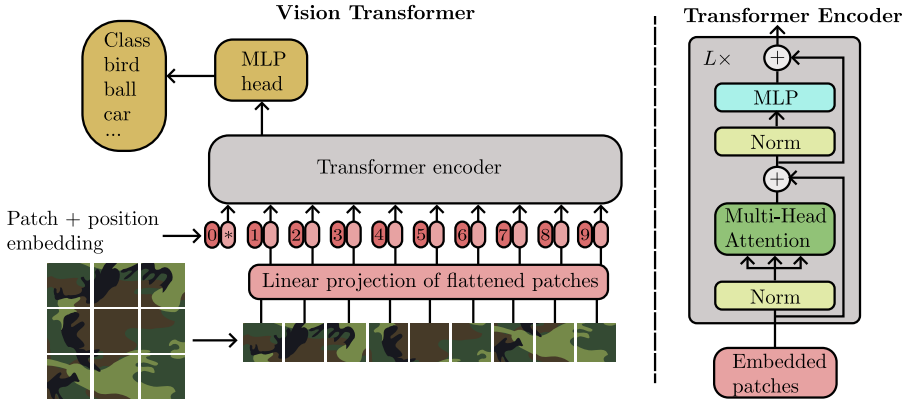 Vision Transformer
Class
bird
ball
car
...
MLP
head
Transformer encoder
Patch + position
embedding
0 * 1 2 3 4 5 6 7 8 9
Linear projection of flattened patches
Transformer Encoder
L×
+
MLP
Norm
+
Multi-Head
Attention
Norm
Embedded
patches